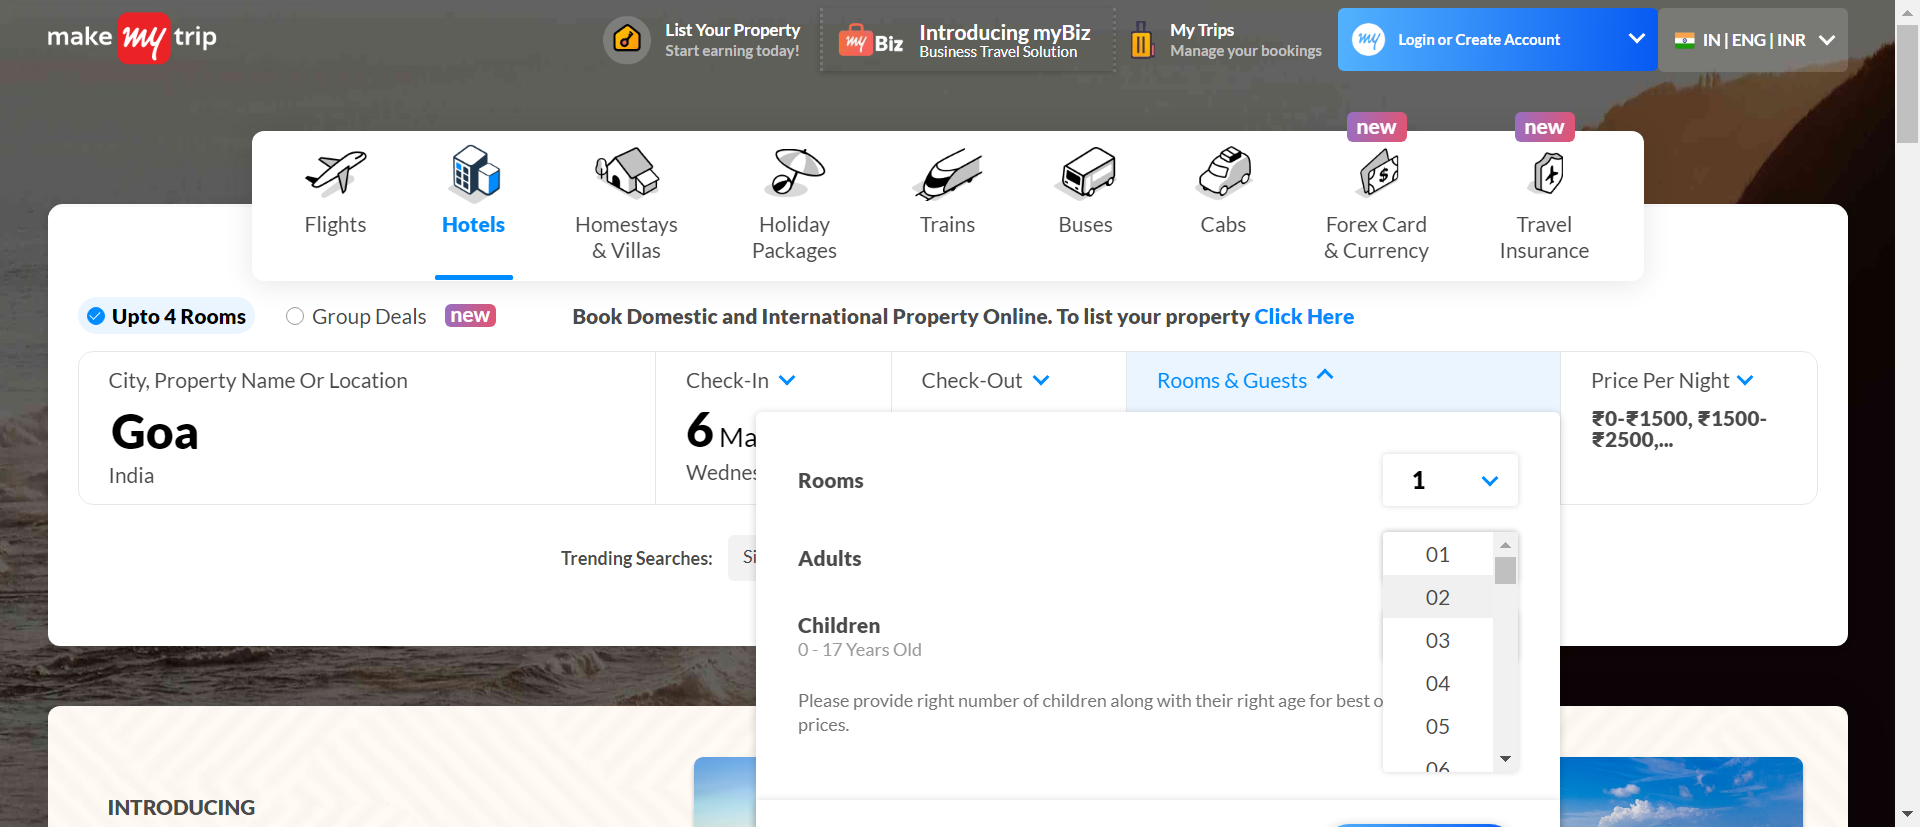 make my trip
List Your Property
Start earning today!
my Biz
Introducing myBiz
Business Travel Solution
My Trips
Manage your bookings
my
Login or Create Account
IN | ENG | INR
new
new
Flights
Hotels
Homestays
& Villas
Holiday
Packages
Trains
Buses
Cabs
Forex Card
& Currency
Travel
Insurance
Upto 4 Rooms
Group Deals
new
Book Domestic and International Property Online. To list your property Click Here
City, Property Name Or Location
Goa
India
Check-In
6 Ma
Wednes
Check-Out
Rooms & Guests
Price Per Night
₹0-₹1500, ₹1500-
₹2500,...
Trending Searches:
Si
Rooms
1
Adults
01
02
03
04
05
06
Children
0 - 17 Years Old
Please provide right number of children along with their right age for best o
prices.
INTRODUCING